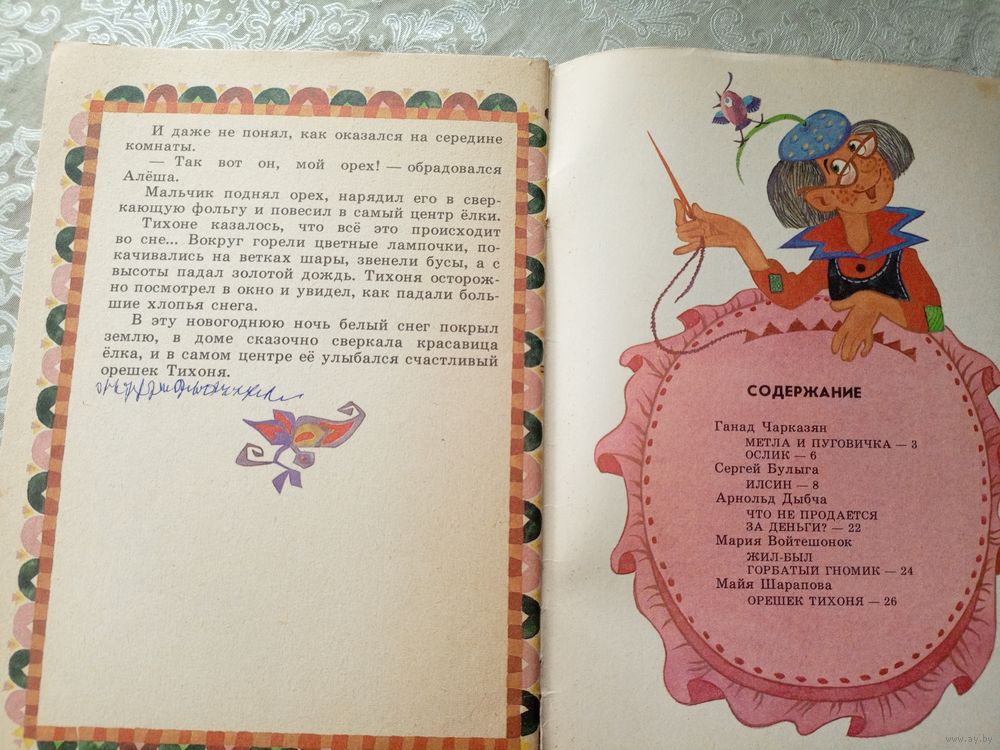 И даже не понял, как оказался на середине
комнаты.
— Так вот он, мой орех! — обрадовался
Алёша.
Мальчик поднял орех, нарядил его в свер-
кающую фольгу и повесил в самый центр ёлки.
Тихоне казалось, что всё это происходит
во сне... Вокруг горели цветные лампочки, по-
качивались на ветках шары, звенели бусы, а с
высоты падал золотой дождь. Тихоня осторож-
но посмотрел в окно и увидел, как падали боль-
шие хлопья снега.
В эту новогоднюю ночь белый снег покрыл
землю, в доме сказочно сверкала красавица
ёлка, и в самом центре её улыбался счастливый
орешек Тихоня.
СОДЕРЖАНИЕ
Ганад Чарказян
МЕТЛА И ПУГОВИЧКА — 3
ОСЛИК — 6
Сергей Булыга
ИЛСИН — 8
Арнольд Дыбча
ЧТО НЕ ПРОДАЕТСЯ
ЗА ДЕНЬГИ? — 22
Мария Войтешонок
ЖИЛ-БЫЛ
ГОРБАТЫЙ ГНОМИК — 24
Майя Шарапова
ОРЕШЕК ТИХОНЯ — 26
www.ay.by